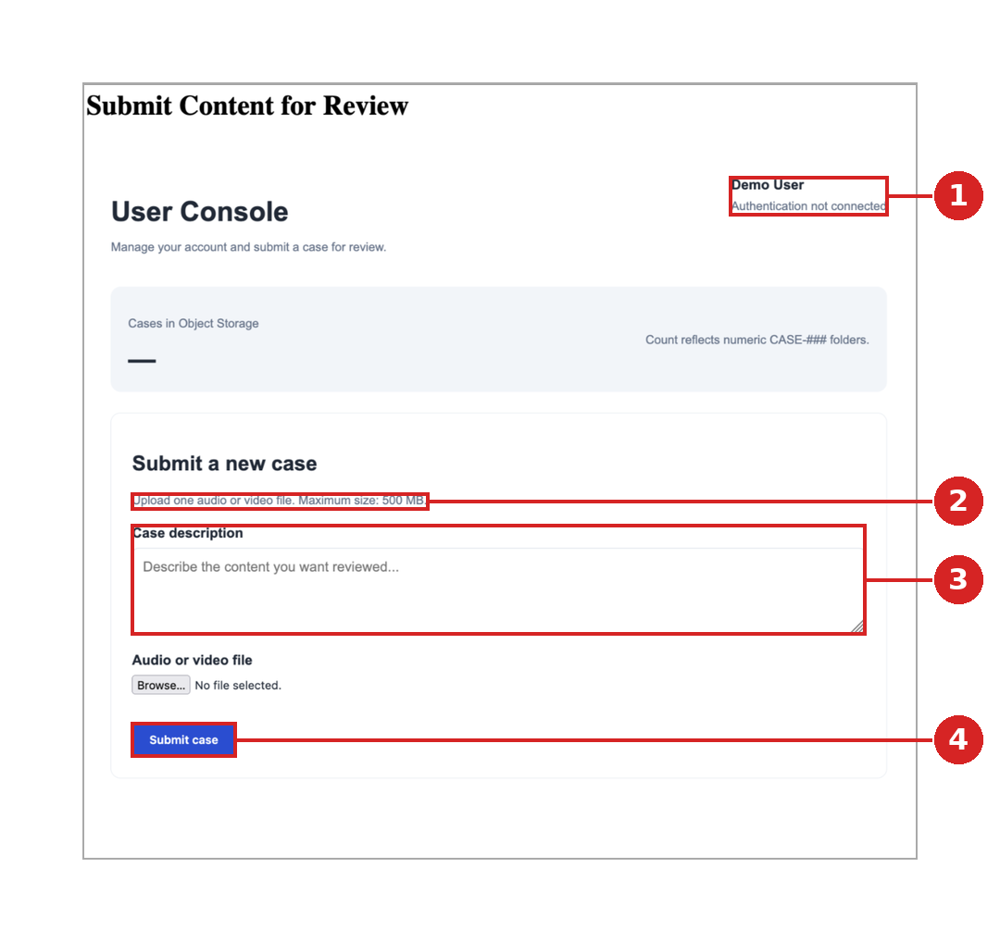 Submit Content for Review
Demo User
Authentication not connected
1
User Console
Manage your account and submit a case for review.
Cases in Object Storage
—
Count reflects numeric CASE-### folders.
Submit a new case
Upload one audio or video file. Maximum size: 500 MB.
2
Case description
Describe the content you want reviewed...
3
Audio or video file
Browse... No file selected.
Submit case
4